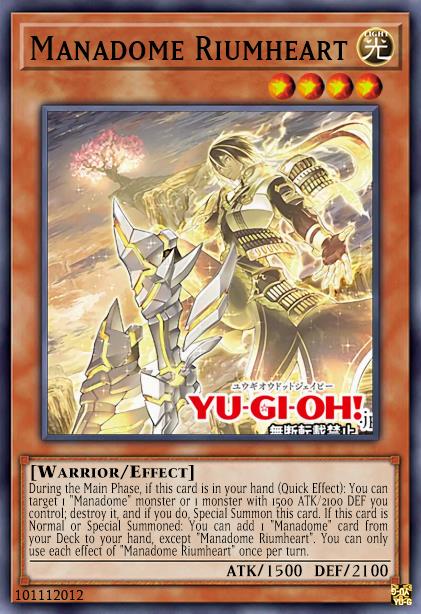 MANADOME RIUMHEART
LIGHT
光
ユウギオウドットジェイピー
YU-GI-OH!
無断転載禁止
[WARRIOR/EFFECT]
During the Main Phase, if this card is in your hand (Quick Effect): You can
target 1 "Manadome" monster or 1 monster with 1500 ATK/2100 DEF you
control; destroy it, and if you do, Special Summon this card. If this card is
Normal or Special Summoned: You can add 1 "Manadome" card from
your Deck to your hand, except "Manadome Riumheart". You can only
use each effect of "Manadome Riumheart" once per turn.
ATK/1500 DEF/2100
101112012